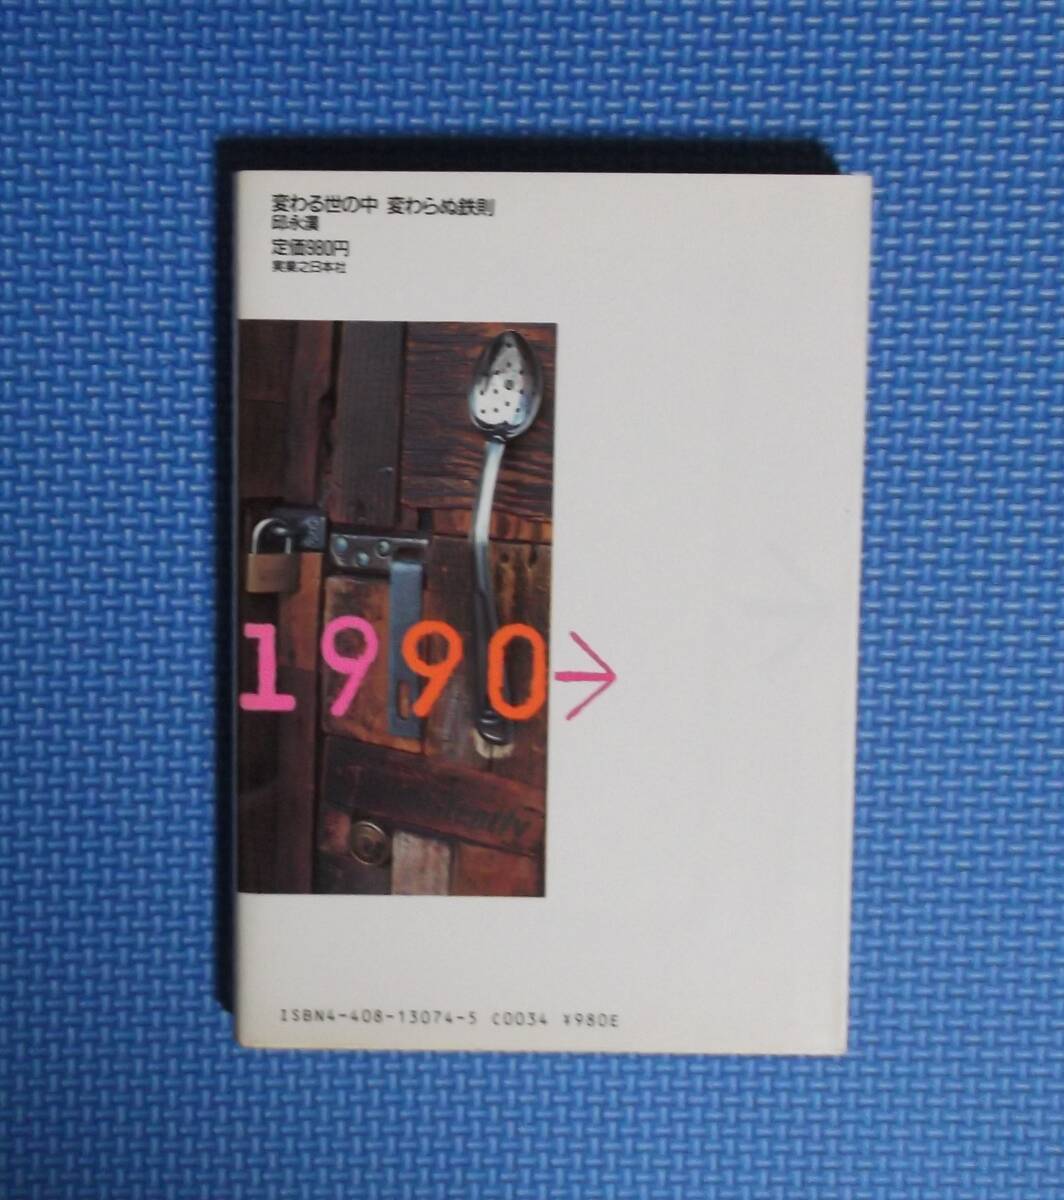 変わる世の中 変わらぬ鉄則
邱永漢
定価980円
実業之日本社
1990→
ISBN4-408-13074-5 C0034 ¥980E